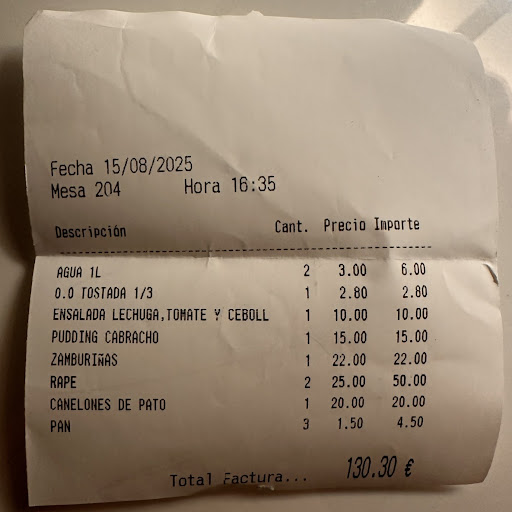 Fecha 15/08/2025
Mesa 204 Hora 16:35
Descripción Cant. Precio Importe
AGUA 1L 2 3.00 6.00
0.0 TOSTADA 1/3 1 2.80 2.80
ENSALADA LECHUGA,TOMATE Y CEBOLL 1 10.00 10.00
PUDDING CABRACHO 1 15.00 15.00
ZAMBURIÑAS 1 22.00 22.00
RAPE 2 25.00 50.00
CANELONES DE PATO 1 20.00 20.00
PAN 3 1.50 4.50
Total Factura... 130.30 €